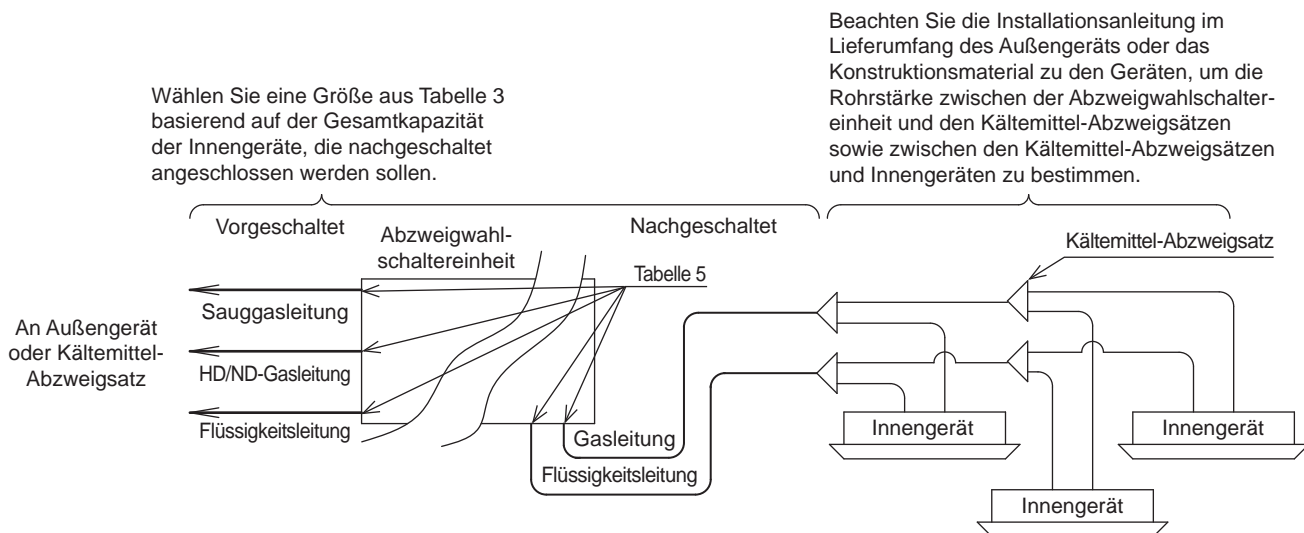 Beachten Sie die Installationsanleitung im
Lieferumfang des Außengeräts oder das
Konstruktionsmaterial zu den Geräten, um die
Rohrstärke zwischen der Abzweigwahlschalter-
einheit und den Kältemittel-Abzweigsätzen
sowie zwischen den Kältemittel-Abzweigsätzen
und Innengeräten zu bestimmen.
Wählen Sie eine Größe aus Tabelle 3
basierend auf der Gesamtkapazität
der Innengeräte, die nachgeschaltet
angeschlossen werden sollen.
Vorgeschaltet
Nachgeschaltet
Abzweigwahl-
schaltereinheit
Tabelle 5
Kältemittel-Abzweigsatz
An Außengerät
oder Kältemittel-
Abzweigsatz
Sauggasleitung
HD/ND-Gasleitung
Flüssigkeitsleitung
Gasleitung
Flüssigkeitsleitung
Innengerät
Innengerät
Innengerät